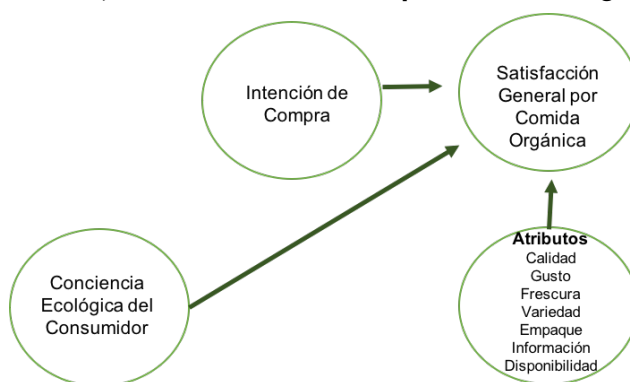 Intención de
Compra
Satisfacción
General por
Comida
Orgánica
Conciencia
Ecológica del
Consumidor
Atributos
Calidad
Gusto
Frescura
Variedad
Empaque
Información
Disponibilidad